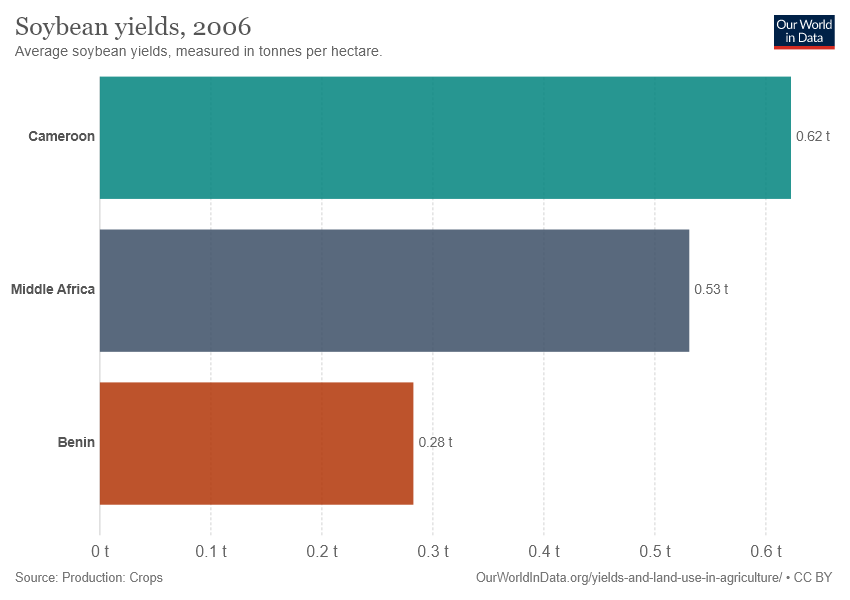 Soybean yields, 2006
Average soybean yields, measured in tonnes per hectare.
Our World
in Data
Cameroon
0.62 t
Middle Africa
0.53 t
Benin
0.28 t
0 t 0.1 t 0.2 t 0.3 t 0.4 t 0.5 t 0.6 t
Source: Production: Crops
OurWorldInData.org/yields-and-land-use-in-agriculture/ • CC BY